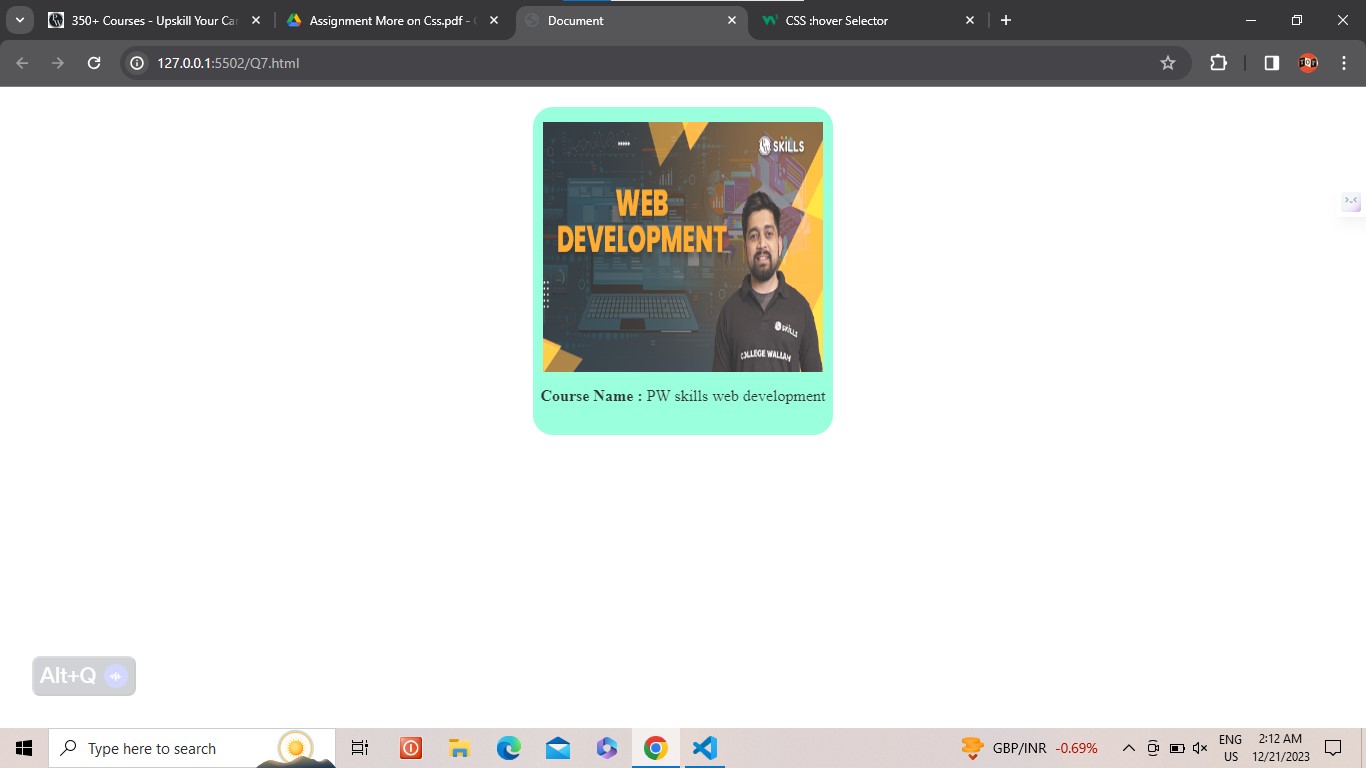 350+ Courses - Upskill Your Car
Assignment More on Css.pdf -
Document
CSS :hover Selector
127.0.0.1:5502/Q7.html
SKILLS
WEB
DEVELOPMENT
SKILLS
COLLEGE WALLAH
Course Name : PW skills web development
Alt+Q
Type here to search
GBP/INR -0.69%
ENG
US
2:12 AM
12/21/2023